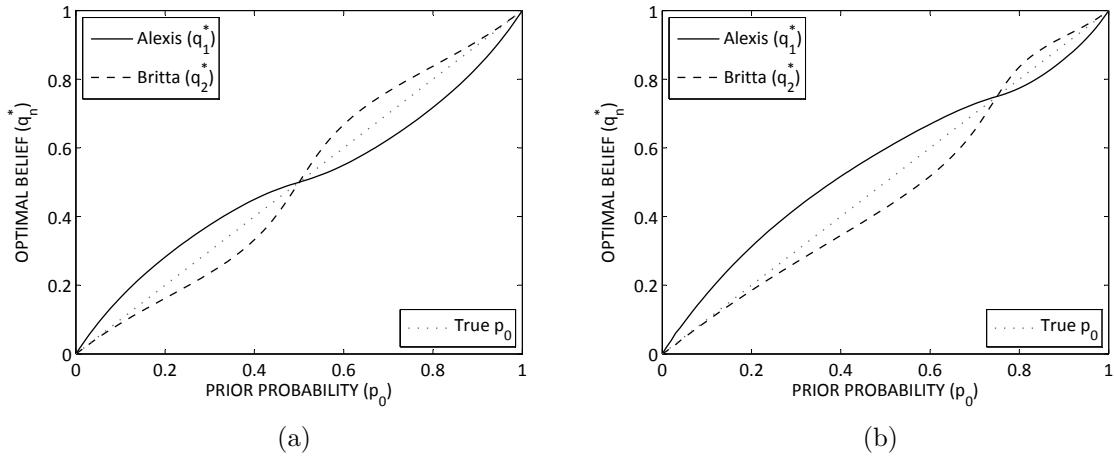 1
0.8
0.6
0.4
0.2
0
0 0.2 0.4 0.6 0.8 1
OPTIMAL BELIEF (q*n)
PRIOR PROBABILITY (p0)
Alexis (q*1)
Britta (q*2)
True p0
(a)
1
0.8
0.6
0.4
0.2
0
0 0.2 0.4 0.6 0.8 1
OPTIMAL BELIEF (q*n)
PRIOR PROBABILITY (p0)
Alexis (q*1)
Britta (q*2)
True p0
(b)